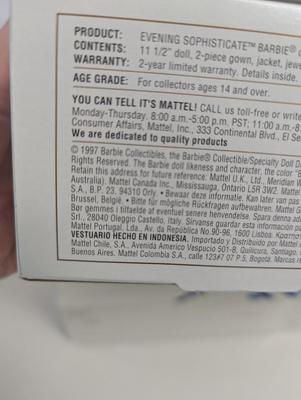 PRODUCT: EVENING SOPHISTICATE™ BARBIE®
CONTENTS: 11 1/2" doll, 2-piece gown, jacket, jewe
WARRANTY: 2-year limited warranty. Details inside.
AGE GRADE: For collectors ages 14 and over.
YOU CAN TELL IT'S MATTEL! CALL us toll-free or write
Monday-Thursday. 8:00 a.m.-5:00 p.m. PST: 11:00 a.m.-8
Consumer Affairs, Mattel, Inc., 333 Continental Blvd., El Se
We are dedicated to quality products
© 1997 Barbie Collectibles, the Barbie® Collectible/Specialty Doll D
Rights Reserved. The Barbie doll likeness and character, the color "B
Retain this address for future reference: Mattel U.K., Ltd., Meridian W
Australia). Mattel Canada Inc., Mississauga, Ontario L5R 3W2. Mattel
S.A., B.P. 23, 94310 Orly. • Bewaar deze informatie. Kan later van pas
Brussel, België. • Bitte für mögliche Rückfragen aufbewahren. Mattel G
Bør gemmes i tilfælde af eventuel senere henvendelse. Spara denna a
Srl., 28040 Oleggio Castello, Italy. Sírvanse guardar esta información p
Mattel Portugal, Lda., Av. da República No.90-96, 1600 Lisboa.
VESTUARIO HECHO EN INDONESIA. Importado y Distribuido por Mattel
Mattel Chile, S.A., Avenida Americo Vespucio 501-B, Quilicura, Santiag
Buenos Aires. Mattel Colombia S.A., calle 123#7 07 P.5, Bogotá. Marcas re